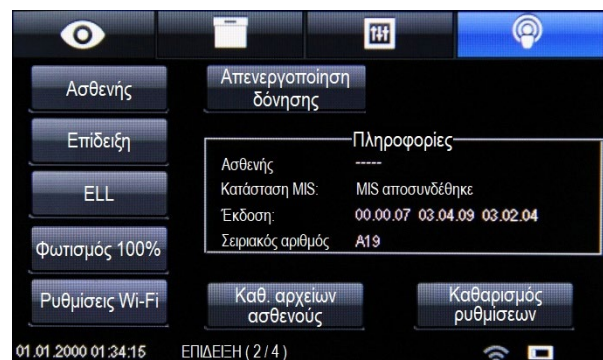 Ασθενής
Απενεργοποίηση
δόνησης
Επίδειξη
ELL
Φωτισμός 100%
Ρυθμίσεις Wi-Fi
Πληροφορίες
Ασθενής -----
Κατάσταση MIS: MIS αποσυνδέθηκε
Έκδοση: 00.00.07 03.04.09 03.02.04
Σειριακός αριθμός A19
Καθ. αρχείων
ασθενούς
Καθαρισμός
ρυθμίσεων
01.01.2000 01:34:15 ΕΠΙΔΕΙΞΗ ( 2 / 4 )